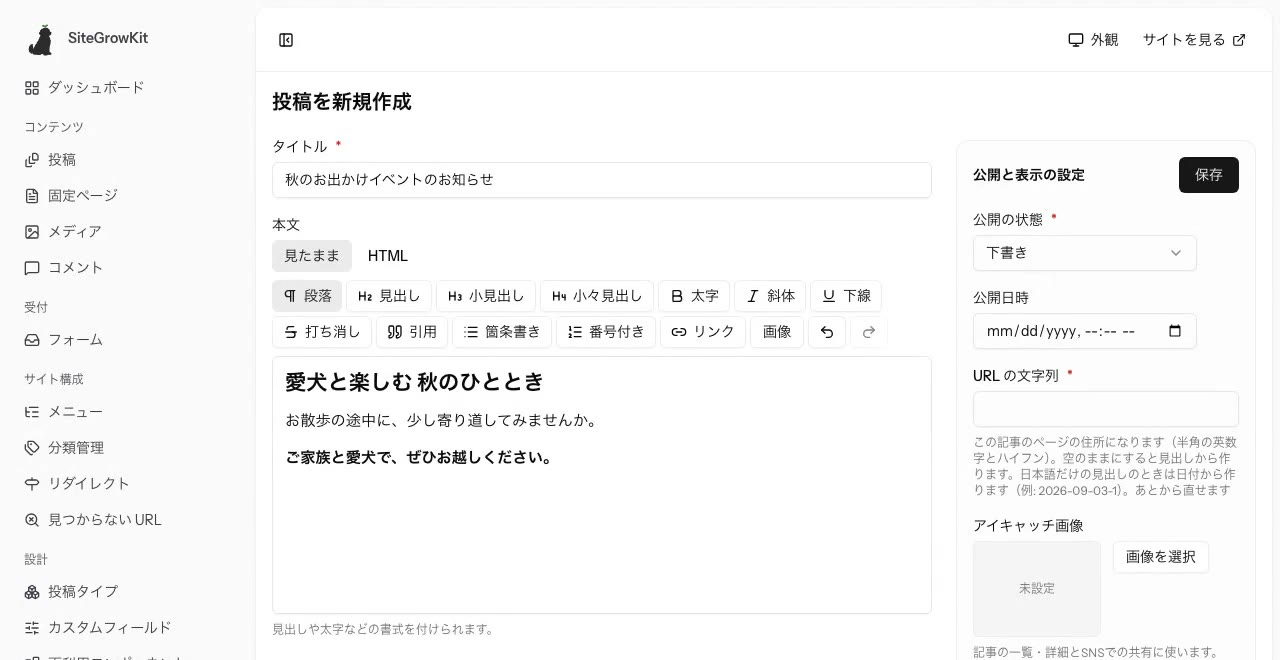 SiteGrowKit
ダッシュボード
コンテンツ
投稿
固定ページ
メディア
コメント
受付
フォーム
サイト構成
メニュー
分類管理
リダイレクト
見つからない URL
設計
投稿タイプ
カスタムフィールド
外観
サイトを見る
投稿を新規作成
タイトル *
秋のお出かけイベントのお知らせ
本文
見たまま HTML
段落 H2 見出し H3 小見出し H4 小々見出し B 太字 I 斜体 U 下線
打ち消し 引用 箇条書き 番号付き リンク 画像
愛犬と楽しむ 秋のひととき
お散歩の途中に、少し寄り道してみませんか。
ご家族と愛犬で、ぜひお越しください。
見出しや太字などの書式を付けられます。
公開と表示の設定
保存
公開の状態 *
下書き
公開日時
mm/dd/yyyy, --:-- --
URL の文字列 *
この記事のページの住所になります（半角の英数
字とハイフン）。空のままにすると見出しから作
ります。日本語だけの見出しのときは日付から作
ります（例: 2026-09-03-1）。あとから直せます
アイキャッチ画像
未設定
画像を選択
記事の一覧・詳細とSNSでの共有に使います。